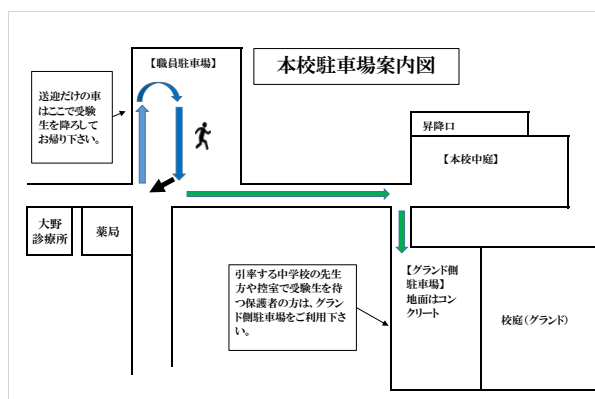 本校駐車場案内図
【職員駐車場】
送迎だけの車
はここで受験
生を降ろして
お帰り下さい。
昇降口
【本校中庭】
大野
診療所
薬局
引率する中学校の先生
方や控室で受験生を待
つ保護者の方は、グラン
ド側駐車場をご利用下さ
い。
【グランド側
駐車場】
地面はコン
クリート
校庭(グランド)